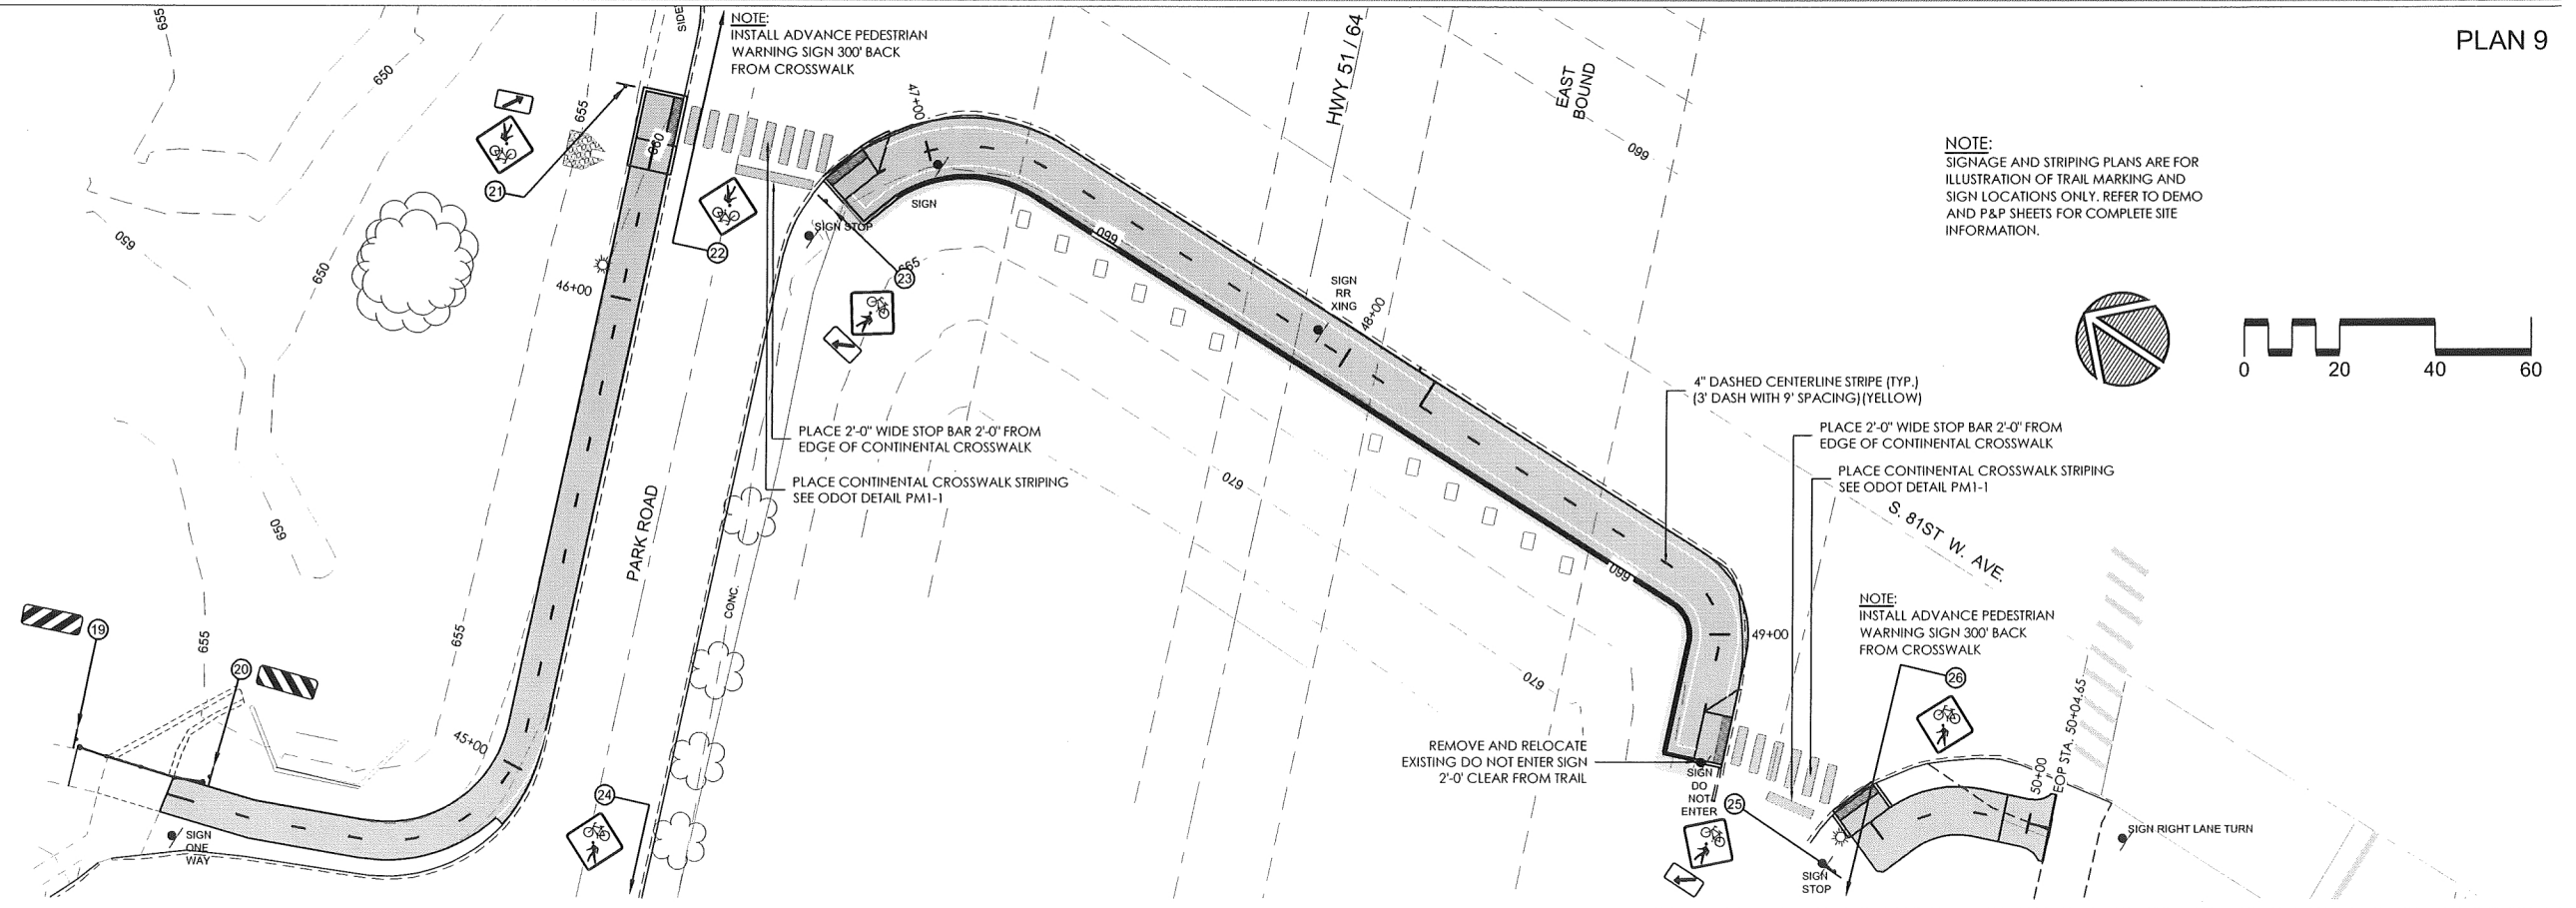 PLAN 9
NOTE:
INSTALL ADVANCE PEDESTRIAN
WARNING SIGN 300' BACK
FROM CROSSWALK
SIDE
655
650
655
660
47+00
HWY 51 / 64
EAST
BOUND
660
NOTE:
SIGNAGE AND STRIPING PLANS ARE FOR
ILLUSTRATION OF TRAIL MARKING AND
SIGN LOCATIONS ONLY. REFER TO DEMO
AND P&P SHEETS FOR COMPLETE SITE
INFORMATION.
21
22
SIGN
SIGN STOP
23
665
660
650
650
46+00
SIGN
RR
XING
48+00
0
20
40
60
4" DASHED CENTERLINE STRIPE (TYP.)
(3' DASH WITH 9' SPACING)(YELLOW)
PLACE 2'-0" WIDE STOP BAR 2'-0" FROM
EDGE OF CONTINENTAL CROSSWALK
PLACE CONTINENTAL CROSSWALK STRIPING
SEE ODOT DETAIL PM1-1
PLACE 2'-0" WIDE STOP BAR 2'-0" FROM
EDGE OF CONTINENTAL CROSSWALK
PLACE CONTINENTAL CROSSWALK STRIPING
SEE ODOT DETAIL PM1-1
670
650
PARK ROAD
CONC.
660
S. 81ST W. AVE.
NOTE:
INSTALL ADVANCE PEDESTRIAN
WARNING SIGN 300' BACK
FROM CROSSWALK
19
655
655
20
49+00
26
670
45+00
REMOVE AND RELOCATE
EXISTING DO NOT ENTER SIGN
2'-0' CLEAR FROM TRAIL
SIGN
DO
NOT
ENTER
24
25
50+00
EOP STA. 50+04.65
SIGN
ONE
WAY
SIGN RIGHT LANE TURN
SIGN
STOP